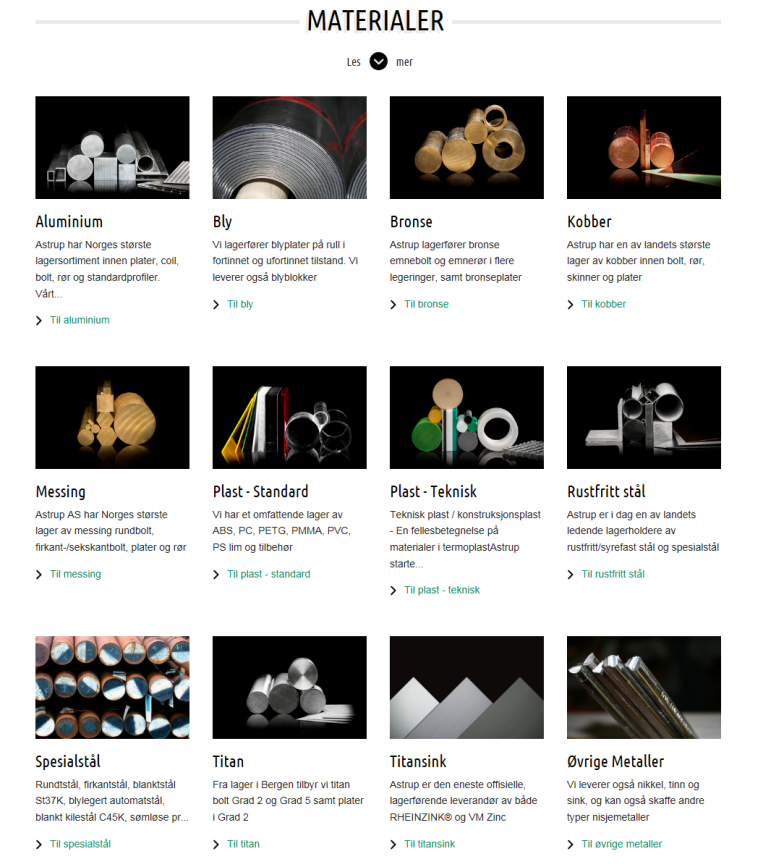 MATERIALER
Les mer
Aluminium
Astrup har Norges største
lagersortiment innen plater, coil,
bolt, rør og standardprofiler.
Vårt...
Til aluminium
Bly
Vi lagerfører blyplater på rull i
fortinnet og ufortinnet tilstand. Vi
leverer også blyblokker
Til bly
Bronse
Astrup lagerfører bronse
emnebolt og emnerør i flere
legeringer, samt bronseplater
Til bronse
Kobber
Astrup har en av landets største
lager av kobber innen bolt, rør,
skinner og plater
Til kobber
Messing
Astrup AS har Norges største
lager av messing rundbolt,
firkant-/sekskantbolt, plater og rør
Til messing
Plast - Standard
Vi har et omfattende lager av
ABS, PC, PETG, PMMA, PVC,
PS lim og tilbehør
Til plast - standard
Plast - Teknisk
Teknisk plast / konstruksjonsplast
- En fellesbetegnelse på
materialer i termoplastAstrup
starte...
Til plast - teknisk
Rustfritt stål
Astrup er i dag en av landets
ledende lagerholdere av
rustfritt/syrefast stål og spesialstål
Til rustfritt stål
Spesialstål
Rundtstål, firkantstål, blanktstål
St37K, blylegert automatstål,
blankt kilestål C45K, sømløse pr...
Til spesialstål
Titan
Fra lager i Bergen tilbyr vi titan
bolt Grad 2 og Grad 5 samt plater
i Grad 2
Til titan
Titansink
Astrup er den eneste offisielle,
lagerførende leverandør av både
RHEINZINK® og VM Zinc
Til titansink
Øvrige Metaller
Vi leverer også nikkel, tinn og
sink, og kan også skaffe andre
typer nisjemetaller
Til øvrige metaller